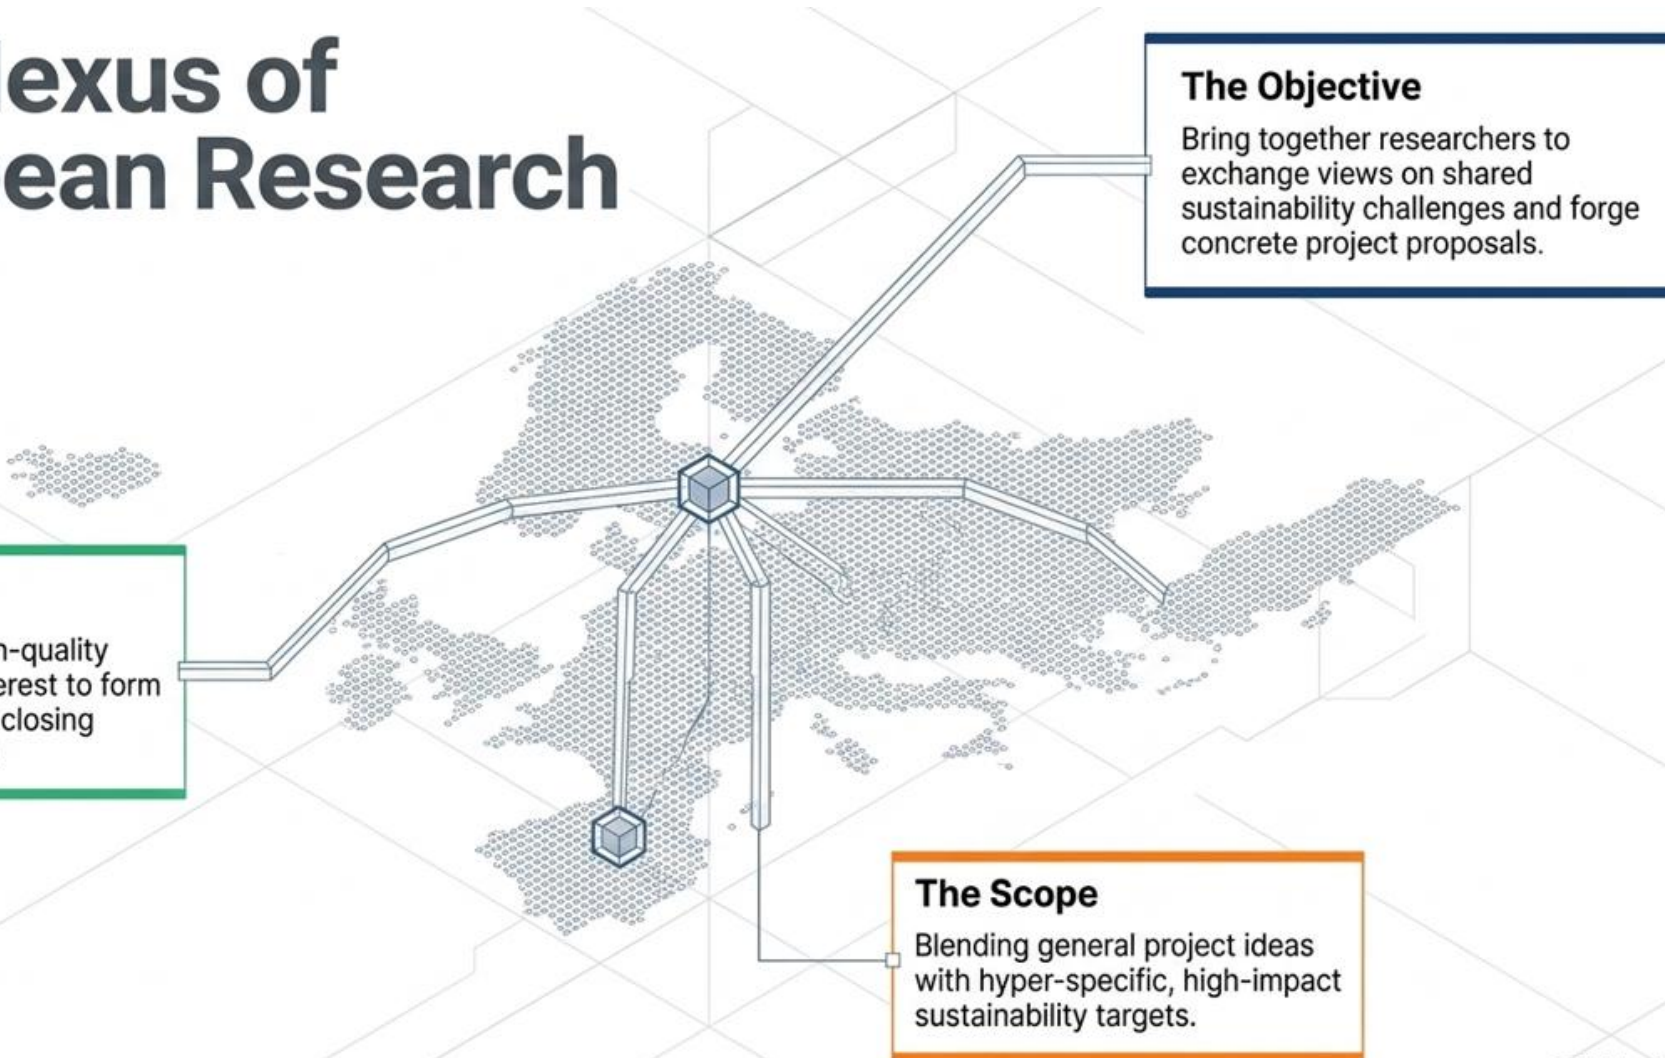 lexus of
ean Research
The Objective
Bring together researchers to
exchange views on shared
sustainability challenges and forge
concrete project proposals.
-quality
erest to form
closing
The Scope
Blending general project ideas
with hyper-specific, high-impact
sustainability targets.